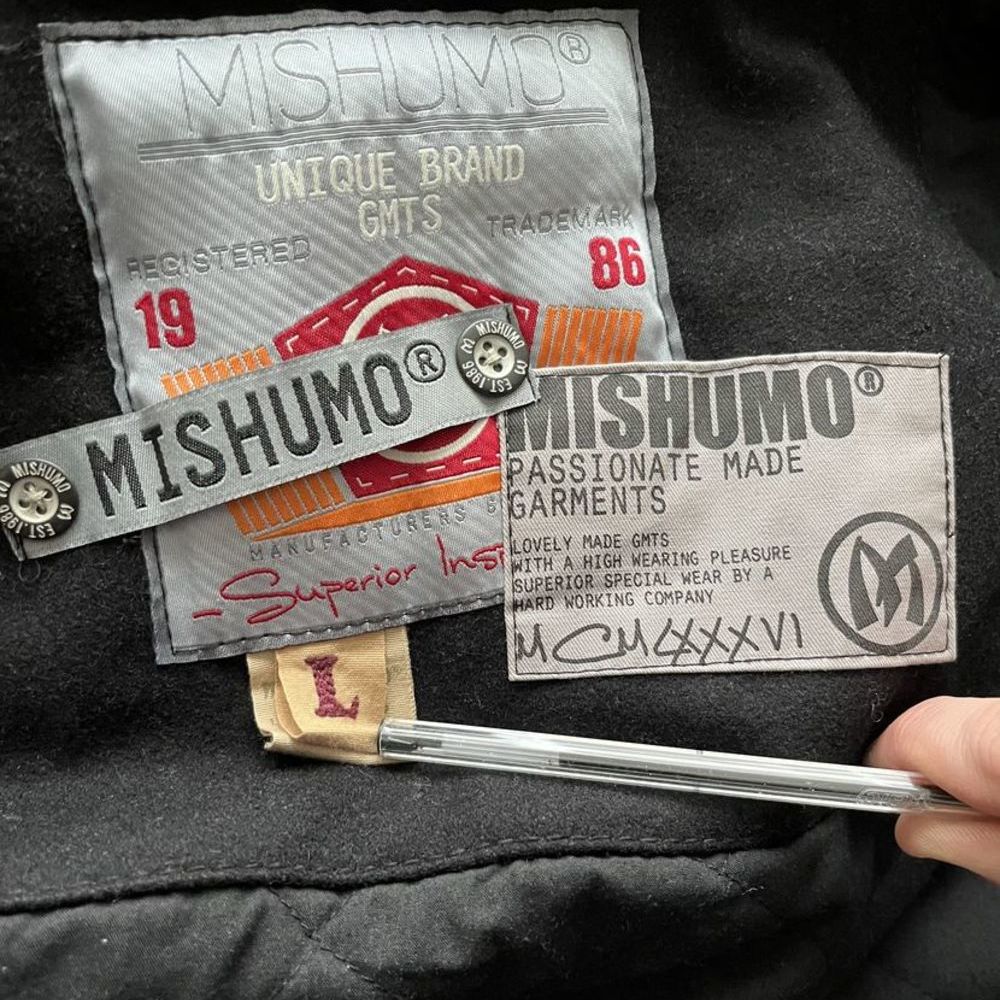 MISHUMO®
UNIQUE BRAND
GMTS
REGISTERED TRADEMARK
19 86
MISHUMO EST 1986
MISHUMO®
MISHUMO EST 1986
MANUFACTURERS
Superior
MISHUMO®
PASSIONATE MADE
GARMENTS
LOVELY MADE GMTS
WITH A HIGH WEARING PLEASURE
SUPERIOR SPECIAL WEAR BY A
HARD WORKING COMPANY
MCMLXXXVI
M
L